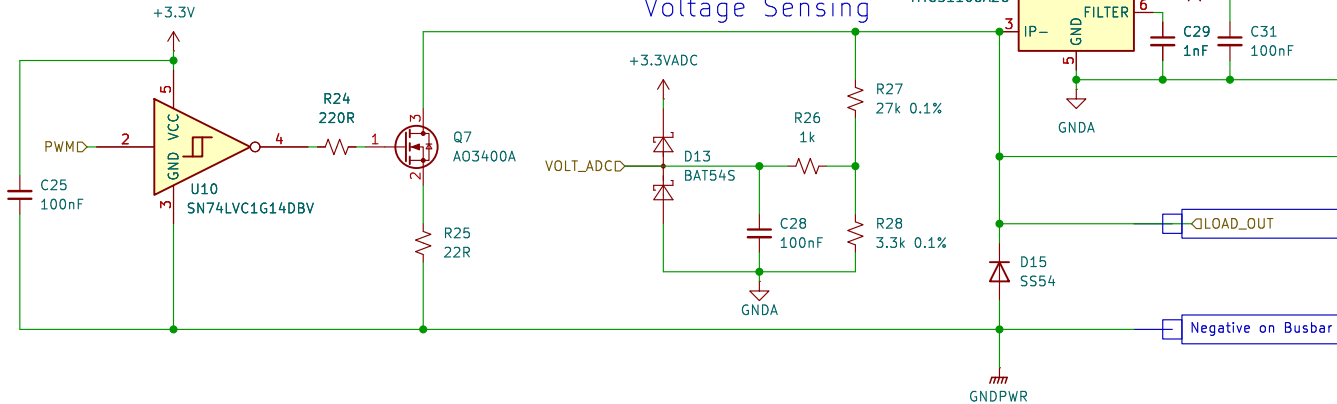 Voltage Sensing
+3.3V
5
VCC
GND
PWM
2
4
3
U10
SN74LVC1G14DBV
C25
100nF
R24
220R
1
3
2
Q7
AO3400A
R25
22R
+3.3VADC
VOLT_ADC
D13
BAT54S
R26
1k
R27
27k 0.1%
C28
100nF
R28
3.3k 0.1%
GNDA
3
IP-
GND
5
FILTER
6
GNDA
C29
1nF
C31
100nF
LOAD_OUT
D15
SS54
Negative on Busbar
GNDPWR